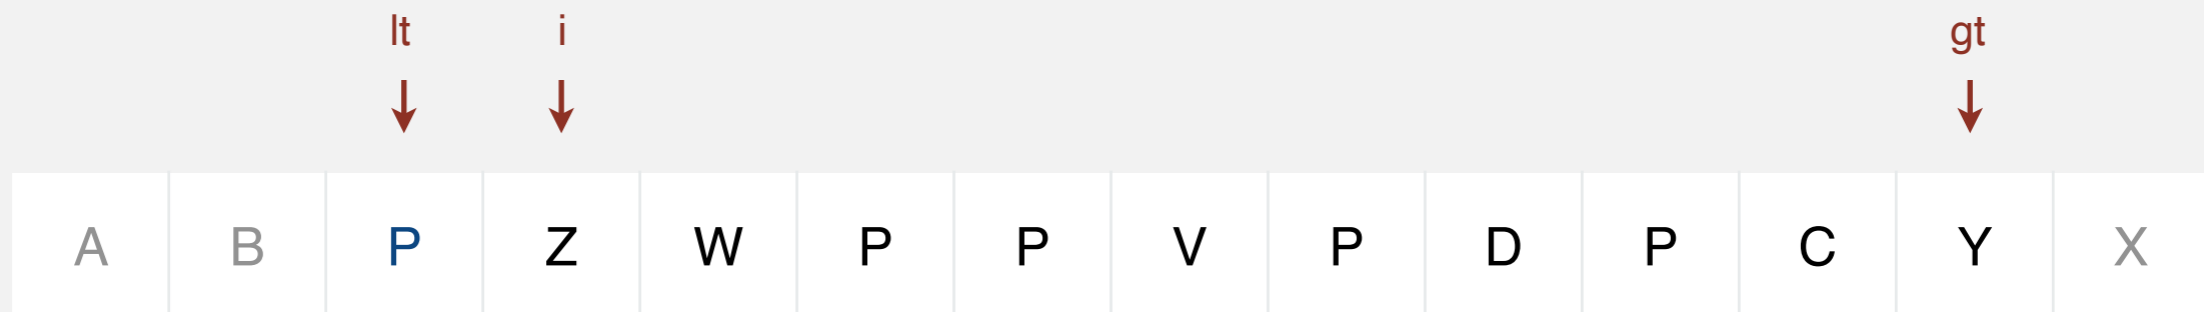 lt i gt
A B P Z W P P V P D P C Y X